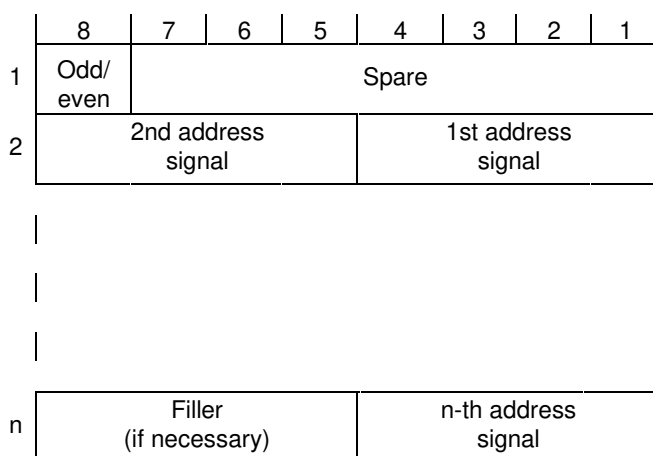 8 7 6 5 4 3 2 1
1 Odd/ even Spare
2 2nd address signal 1st address signal
n Filler (if necessary) n-th address signal